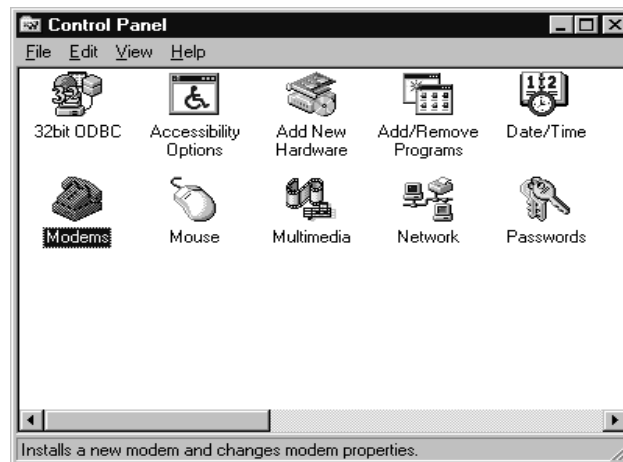 Control Panel
File Edit View Help
32bit ODBC
Accessibility
Options
Add New
Hardware
Add/Remove
Programs
Date/Time
Modems
Mouse
Multimedia
Network
Passwords
Installs a new modem and changes modem properties.